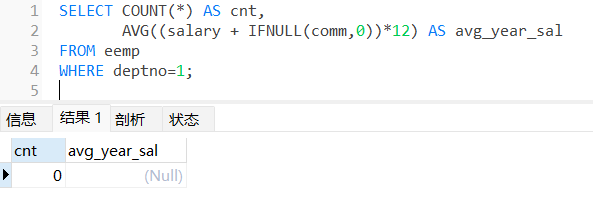 1 SELECT COUNT(*) AS cnt,
2 AVG((salary + IFNULL(comm,0))*12) AS avg_year_sal
3 FROM eemp
4 WHERE deptno=1;
5
信息 结果 1 剖析 状态
cnt avg_year_sal
0 (Null)